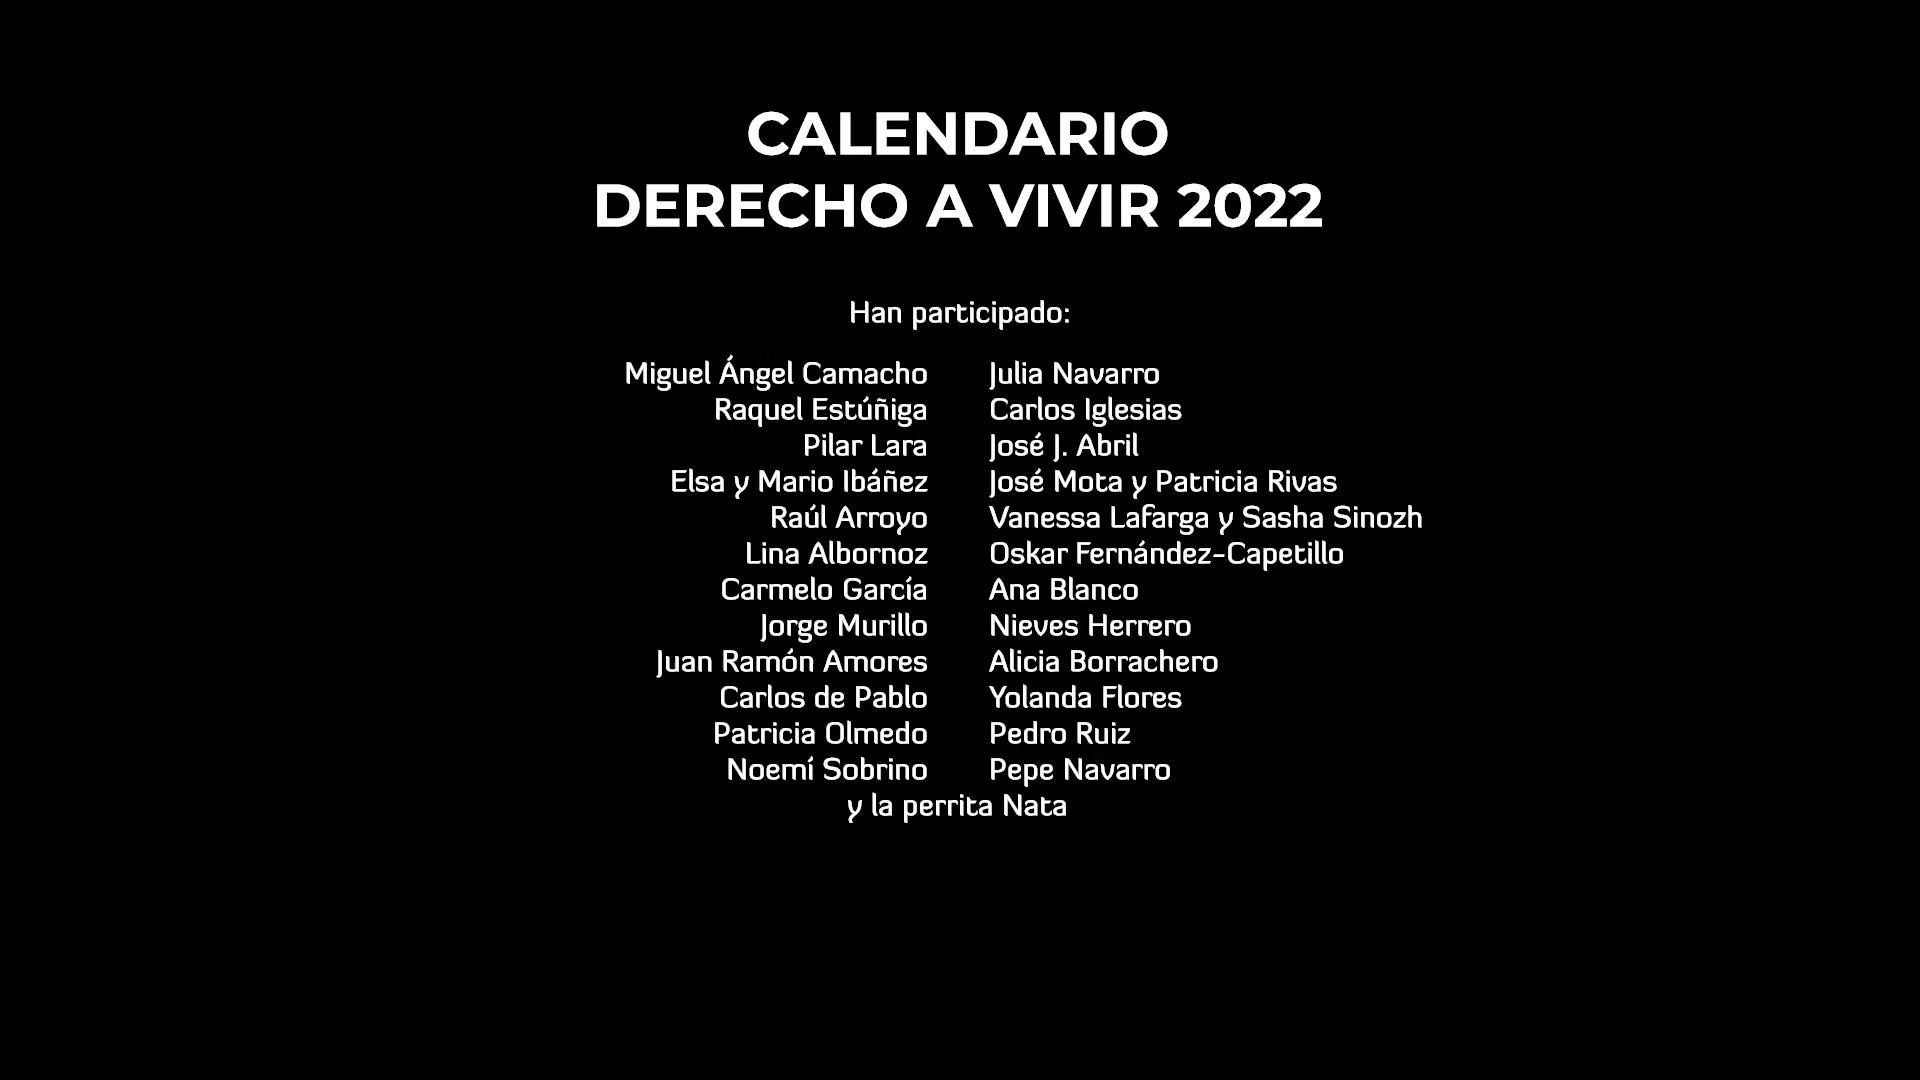 CALENDARIO
DERECHO A VIVIR 2022
Han participado:
Miguel Ángel Camacho Julia Navarro
Raquel Estúñiga Carlos Iglesias
Pilar Lara José J. Abril
Elsa y Mario Ibáñez José Mota y Patricia Rivas
Raúl Arroyo Vanessa Lafarga y Sasha Sinozh
Lina Albornoz Oskar Fernández-Capetillo
Carmelo García Ana Blanco
Jorge Murillo Nieves Herrero
Juan Ramón Amores Alicia Borrachero
Carlos de Pablo Yolanda Flores
Patricia Olmedo Pedro Ruiz
Noemí Sobrino Pepe Navarro
y la perrita Nata